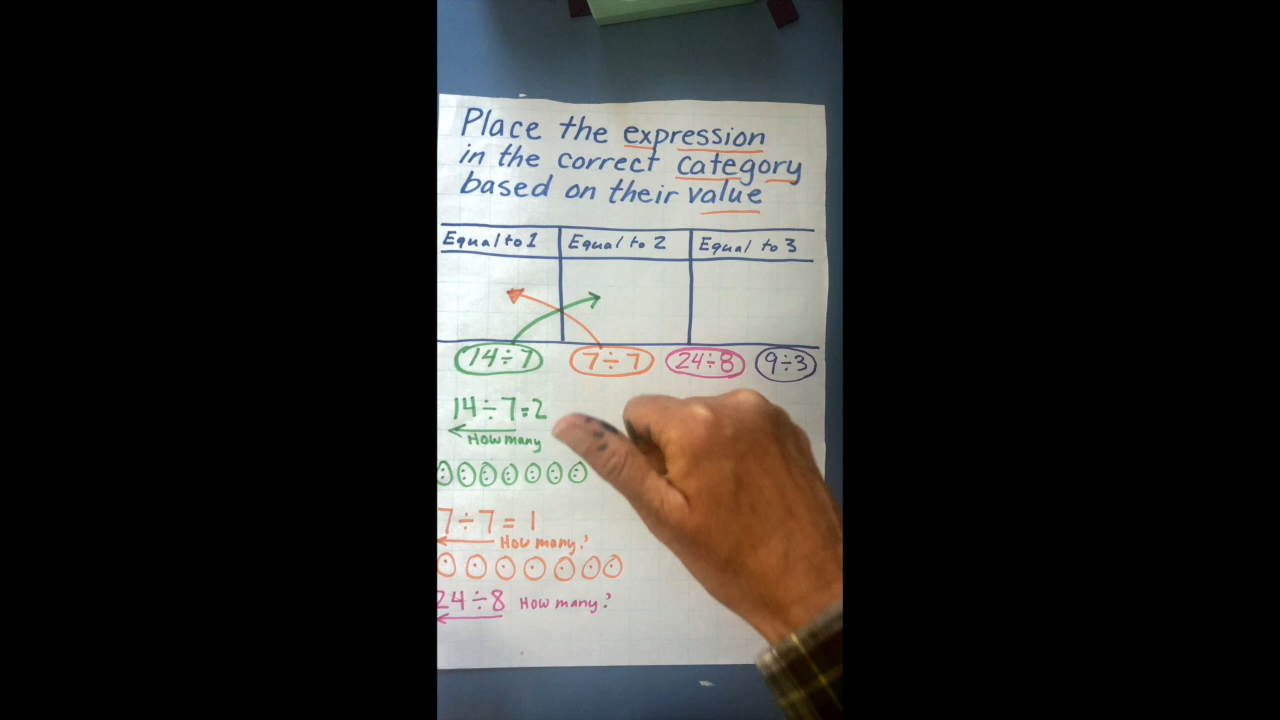 Place the expression
in the correct category
based on their value
Equal to 1 Equal to 2 Equal to 3
14÷7 7÷7 24÷8 9÷3
14÷7=2
How many
7÷7=1
How many?
24÷8 How many?